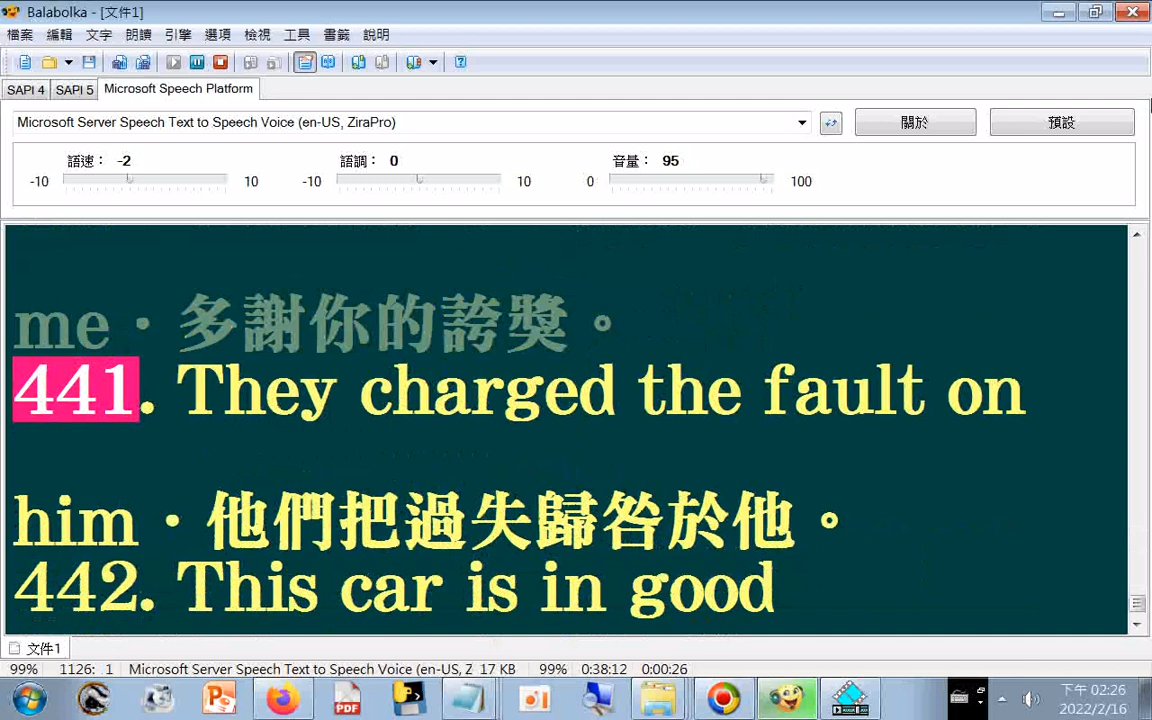 Balabolka - [文件1]
檔案 編輯 文字 朗讀 引擎 選項 檢視 工具 書籤 說明
SAPI 4 SAPI 5 Microsoft Speech Platform
Microsoft Server Speech Text to Speech Voice (en-US, ZiraPro) 關於 預設
語速： -2 語調： 0 音量： 95
-10 10 -10 10 0 100
me．多謝你的誇獎。
441. They charged the fault on
him．他們把過失歸咎於他。
442. This car is in good
文件1
99% 1126: 1 Microsoft Server Speech Text to Speech Voice (en-US, Z 17 KB 99% 0:38:12 0:00:26
下午 02:26
2022/2/16